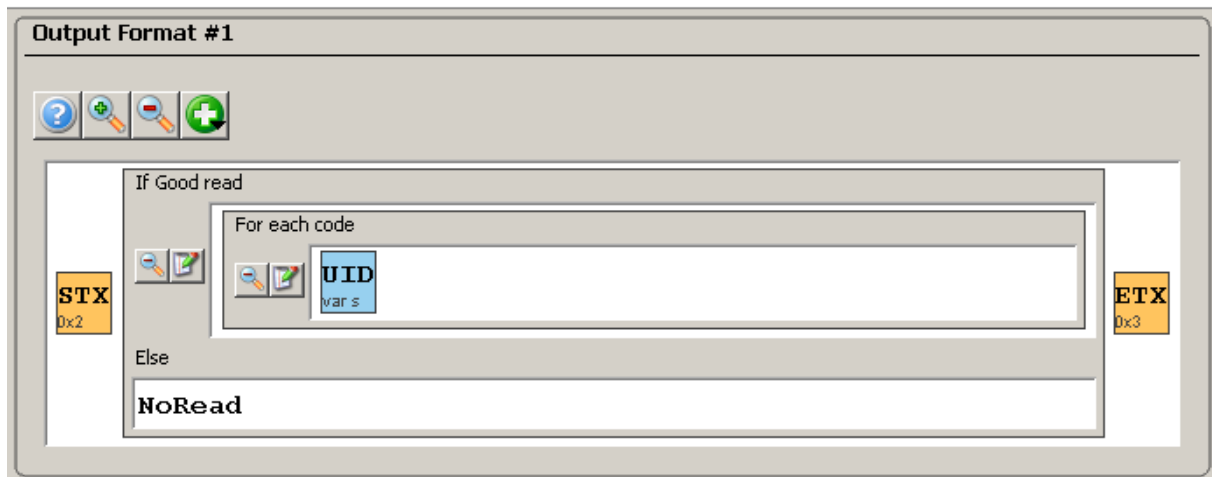 Output Format #1
If Good read
For each code
UID
var s
STX
0x2
ETX
0x3
Else
NoRead